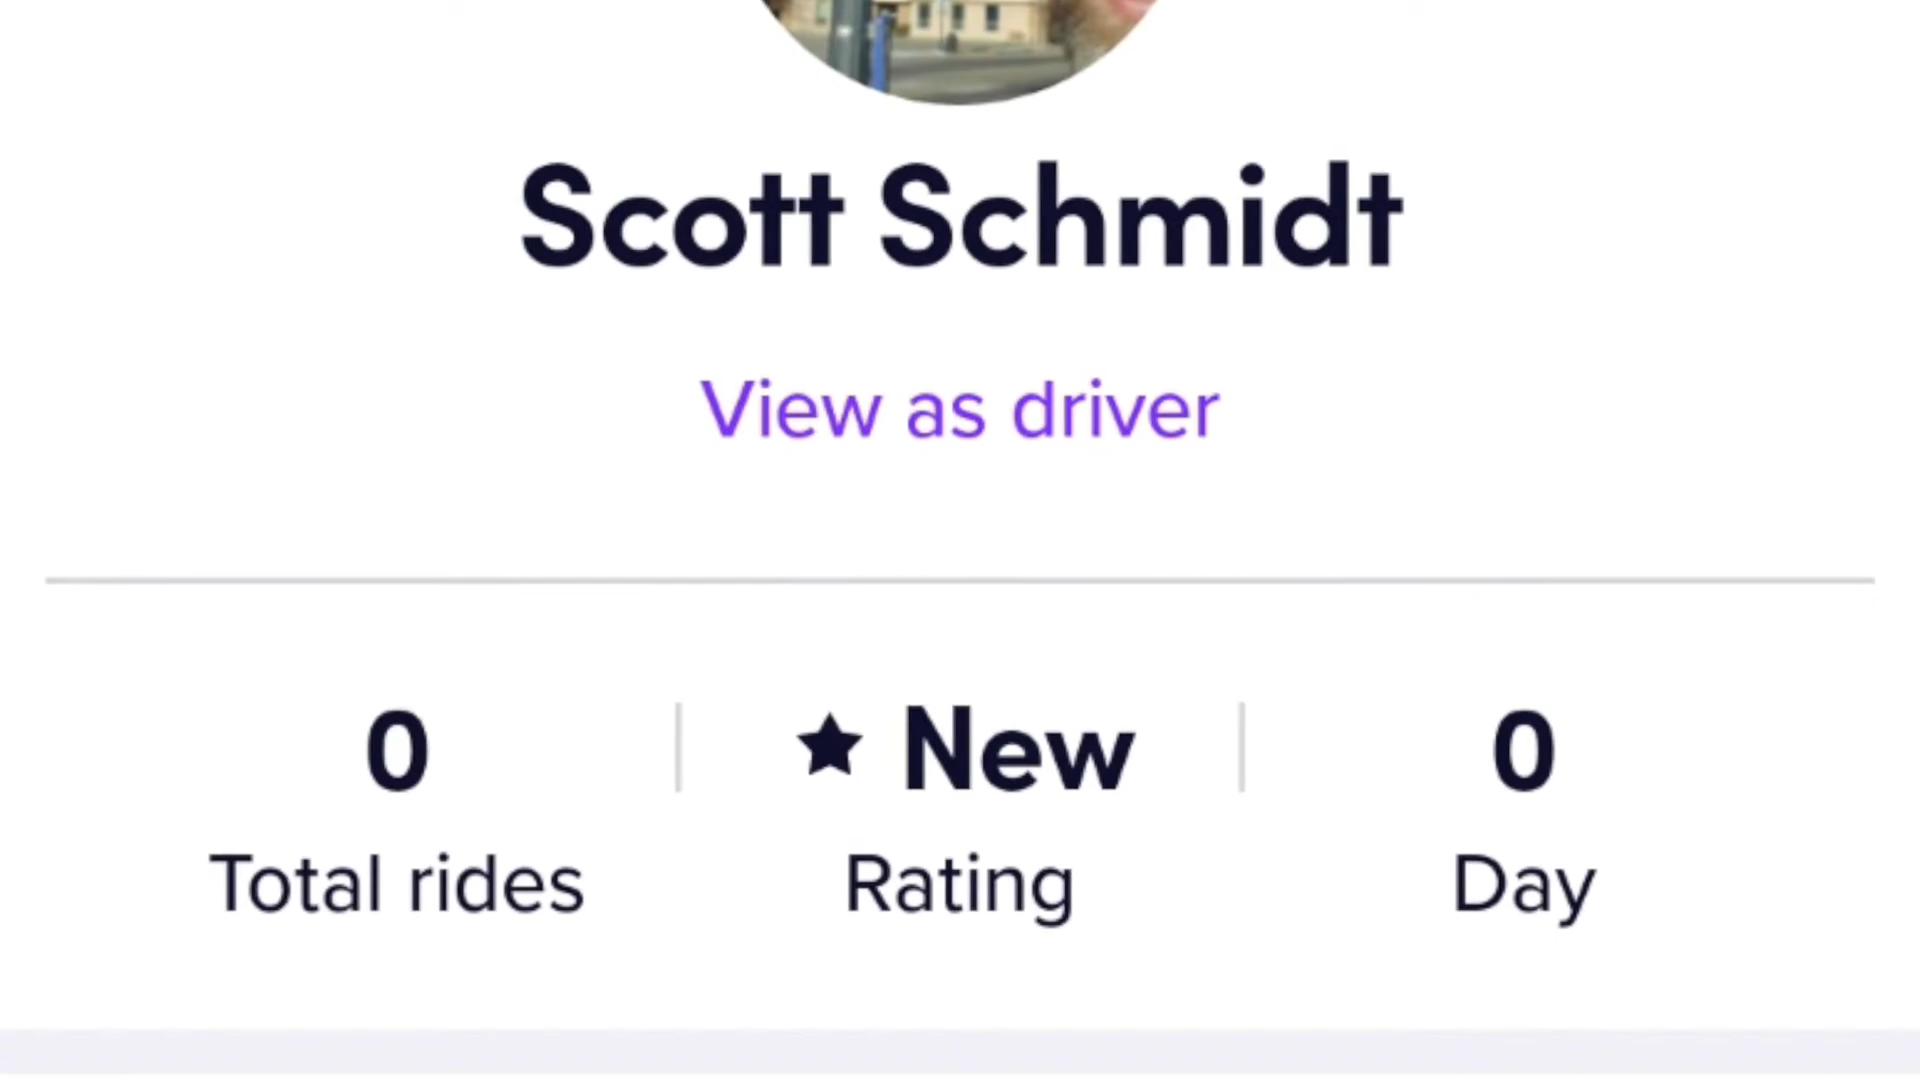 Scott Schmidt
View as driver
0
★ New
0
Total rides
Rating
Day